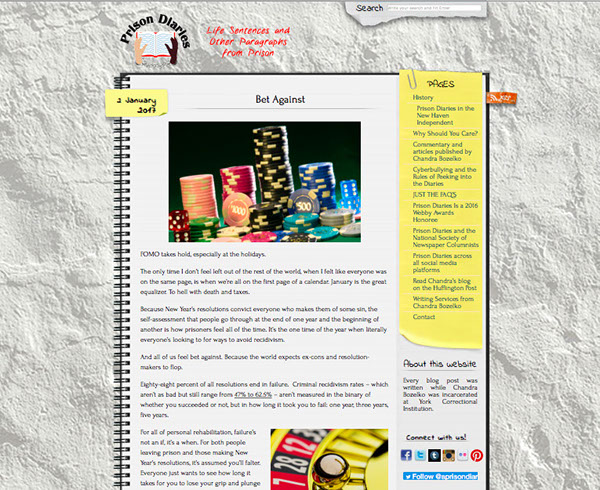 Search
Write your search and hit Enter
Prison Diaries
Life Sentences and
Other Paragraphs
from Prison
2 January
2017
Bet Against
1000
500
FOMO takes hold, especially at the holidays.
The only time I don't feel left out of the rest of the world, when I felt like everyone was
on the same page, is when we're all on the first page of a calendar. January is the great
equalizer. To hell with death and taxes.
Because New Year's resolutions convict everyone who makes them of some sin, the
self-assessment that people go through at the end of one year and the beginning of
another is how prisoners feel all of the time. It's the one time of the year when literally
everyone's looking for ways to avoid recidivism.
And all of us feel bet against. Because the world expects ex-cons and resolution-
makers to flop.
Eighty-eight percent of all resolutions end in failure. Criminal recidivism rates – which
aren't as bad but still range from 47% to 62.5% – aren't measured in the binary of
whether you succeeded or not, but in how long it took you to fail: one year, three years,
five years.
For all of personal rehabilitation, failure's
not an if, it's a when. For both people
leaving prison and those making New
Year's resolutions, it's assumed you'll falter.
Everyone just wants to see how long it
takes for you to lose your grip and plunge
PAGES
History
Prison Diaries in the
New Haven
Independent
Why Should You Care?
Commentary and
articles published by
Chandra Bozelko
Cyberbullying and the
Rules of Peeking into
the Diaries
JUST THE FAQ'S
Prison Diaries Is a 2016
Webby Awards
Honoree
Prison Diaries and the
National Society of
Newspaper Columnists
Prison Diaries across
all social media
platforms
Read Chandra's blog
on the Huffington Post
Writing Services from
Chandra Bozelko
Contact
About this website
Every blog post was
written while Chandra
Bozelko was incarcerated
at York Correctional
Institution.
Connect with us!
Follow @aprisondiar